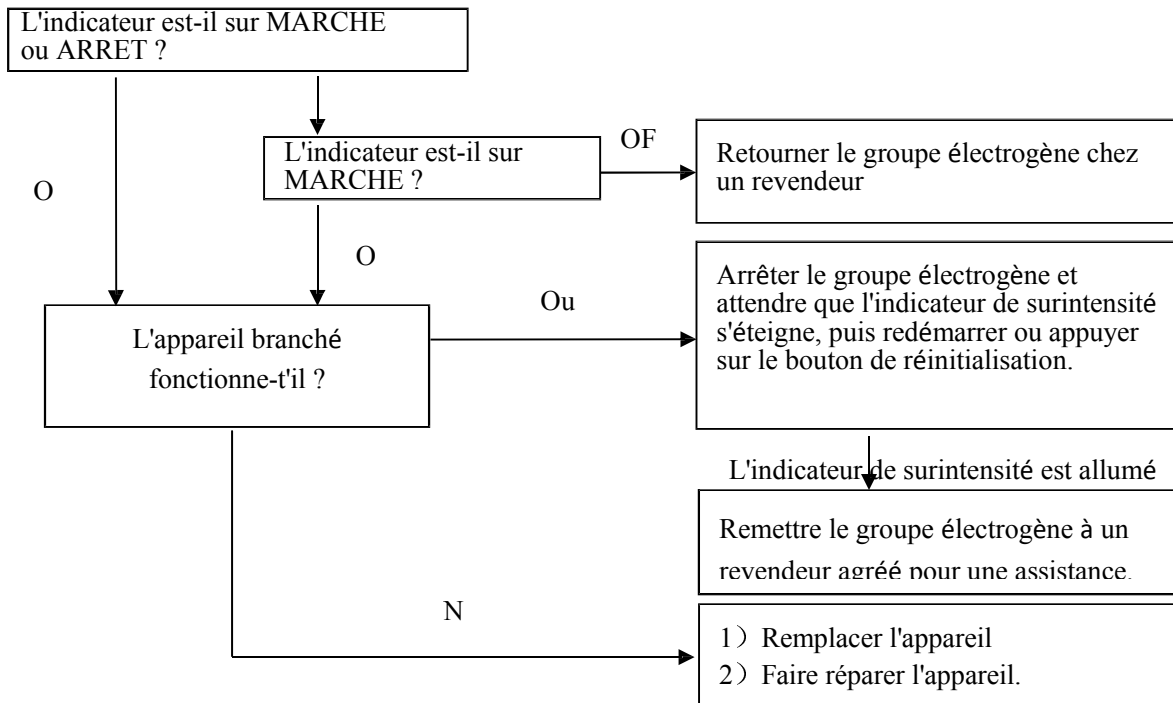 L'indicateur est-il sur MARCHE
ou ARRET ?
L'indicateur est-il sur
MARCHE ?
OF
Retourner le groupe électrogène chez
un revendeur
O
O
L'appareil branché
fonctionne-t'il ?
Ou
Arrêter le groupe électrogène et
attendre que l'indicateur de surintensité
s'éteigne, puis redémarrer ou appuyer
sur le bouton de réinitialisation.
L'indicateur de surintensité est allumé
Remettre le groupe électrogène à un
revendeur agréé pour une assistance.
N
1）Remplacer l'appareil
2）Faire réparer l'appareil.